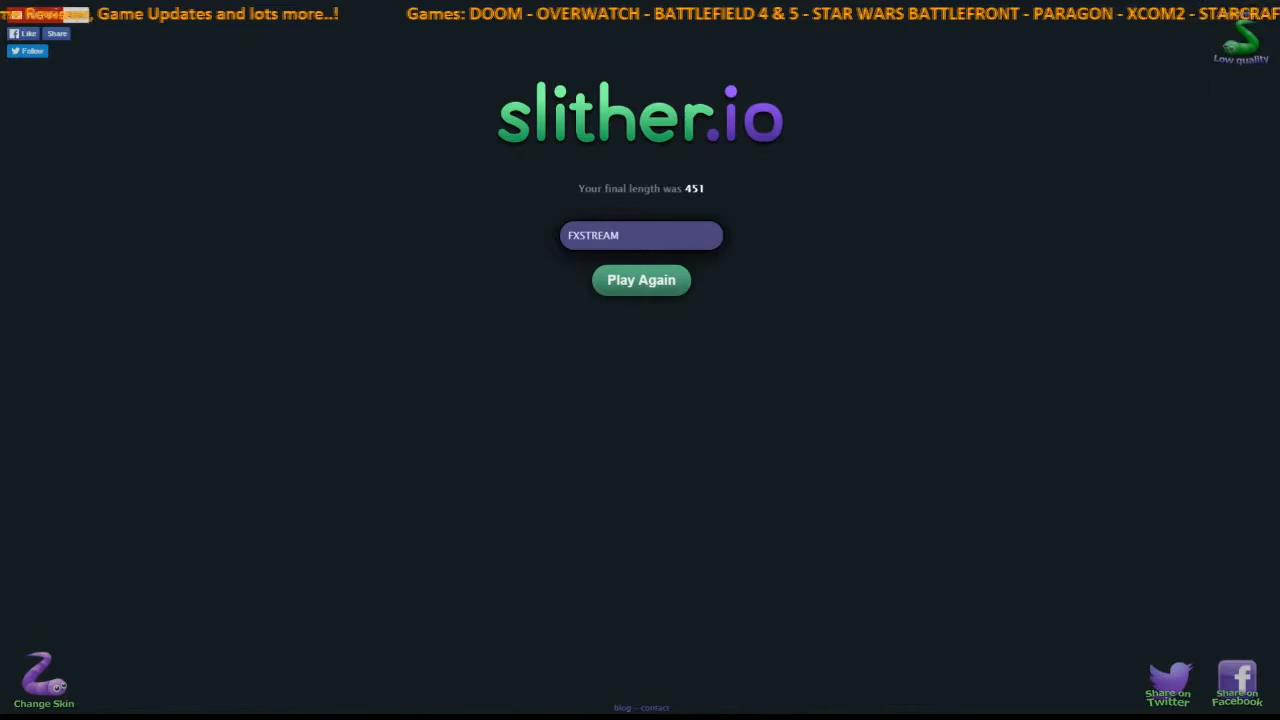 , Game Updates and lots more..! Games: DOOM - OVERWATCH - BATTLEFIELD 4 & 5 - STAR WARS BATTLEFRONT - PARAGON - XCOM2 - STARCRAF
Like Share
Follow
Low quality
slither.io
Your final length was 451
FXSTREAM
Play Again
Change Skin
Share on
Twitter
Share on
Facebook
blog - contact